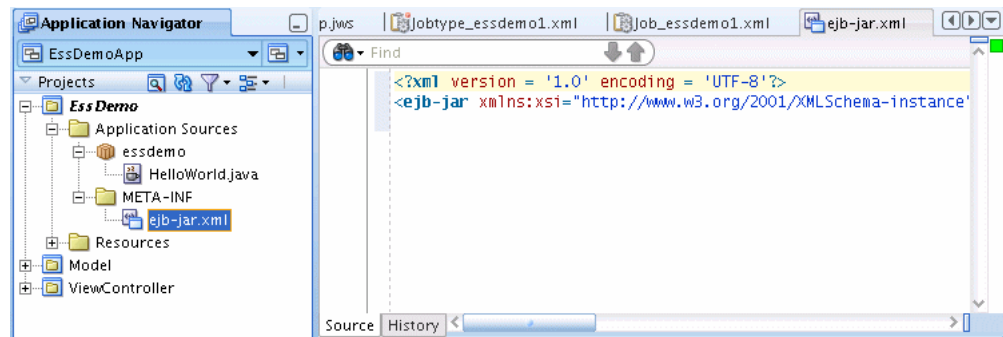 Application Navigator
EssDemoApp
Projects
EssDemo
Application Sources
essdemo
HelloWorld.java
META-INF
ejb-jar.xml
Resources
Model
ViewController
p.jws
Jobtype_essdemo1.xml
Job_essdemo1.xml
ejb-jar.xml
Find
<?xml version = '1.0' encoding = 'UTF-8'?>
<ejb-jar xmlns:xsi="http://www.w3.org/2001/XMLSchema-instance"
Source
History